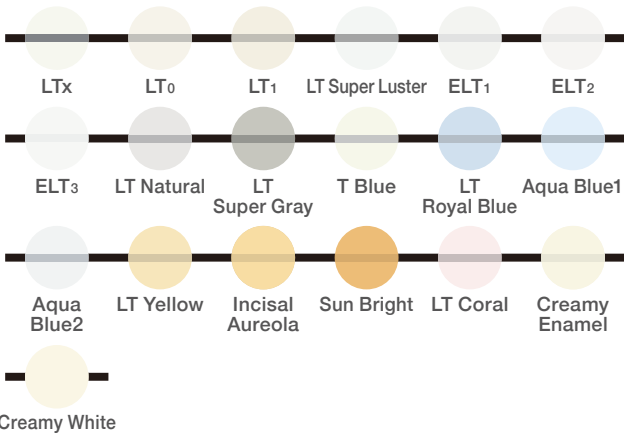 LTx LT0 LT1 LT Super Luster ELT1 ELT2
ELT3 LT Natural LT Super Gray T Blue LT Royal Blue Aqua Blue1
Aqua Blue2 LT Yellow Incisal Aureola Sun Bright LT Coral Creamy Enamel
Creamy White